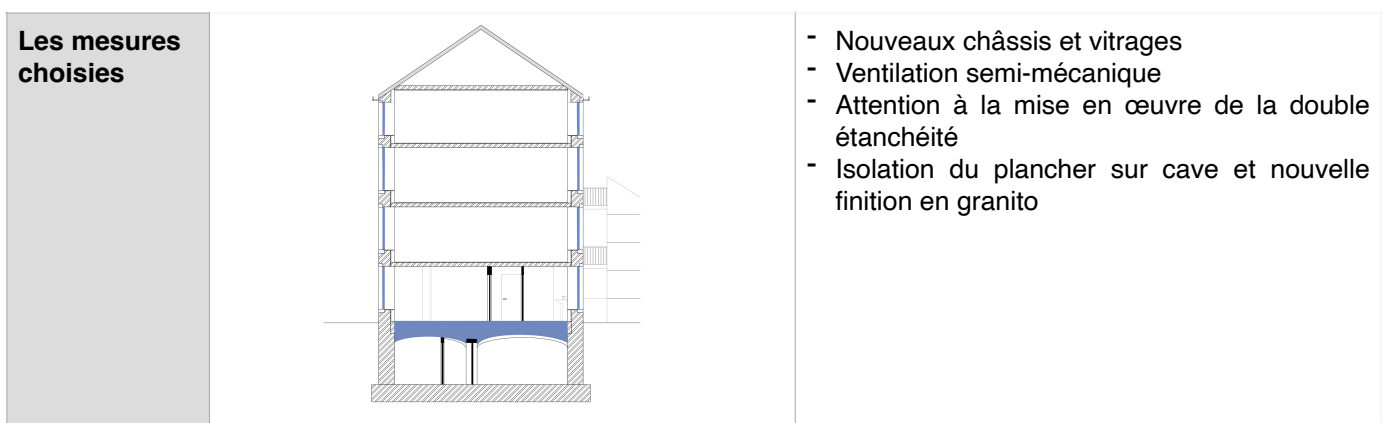 Les mesures
choisies
- Nouveaux châssis et vitrages
- Ventilation semi-mécanique
- Attention à la mise en œuvre de la double
étanchéité
- Isolation du plancher sur cave et nouvelle
finition en granito